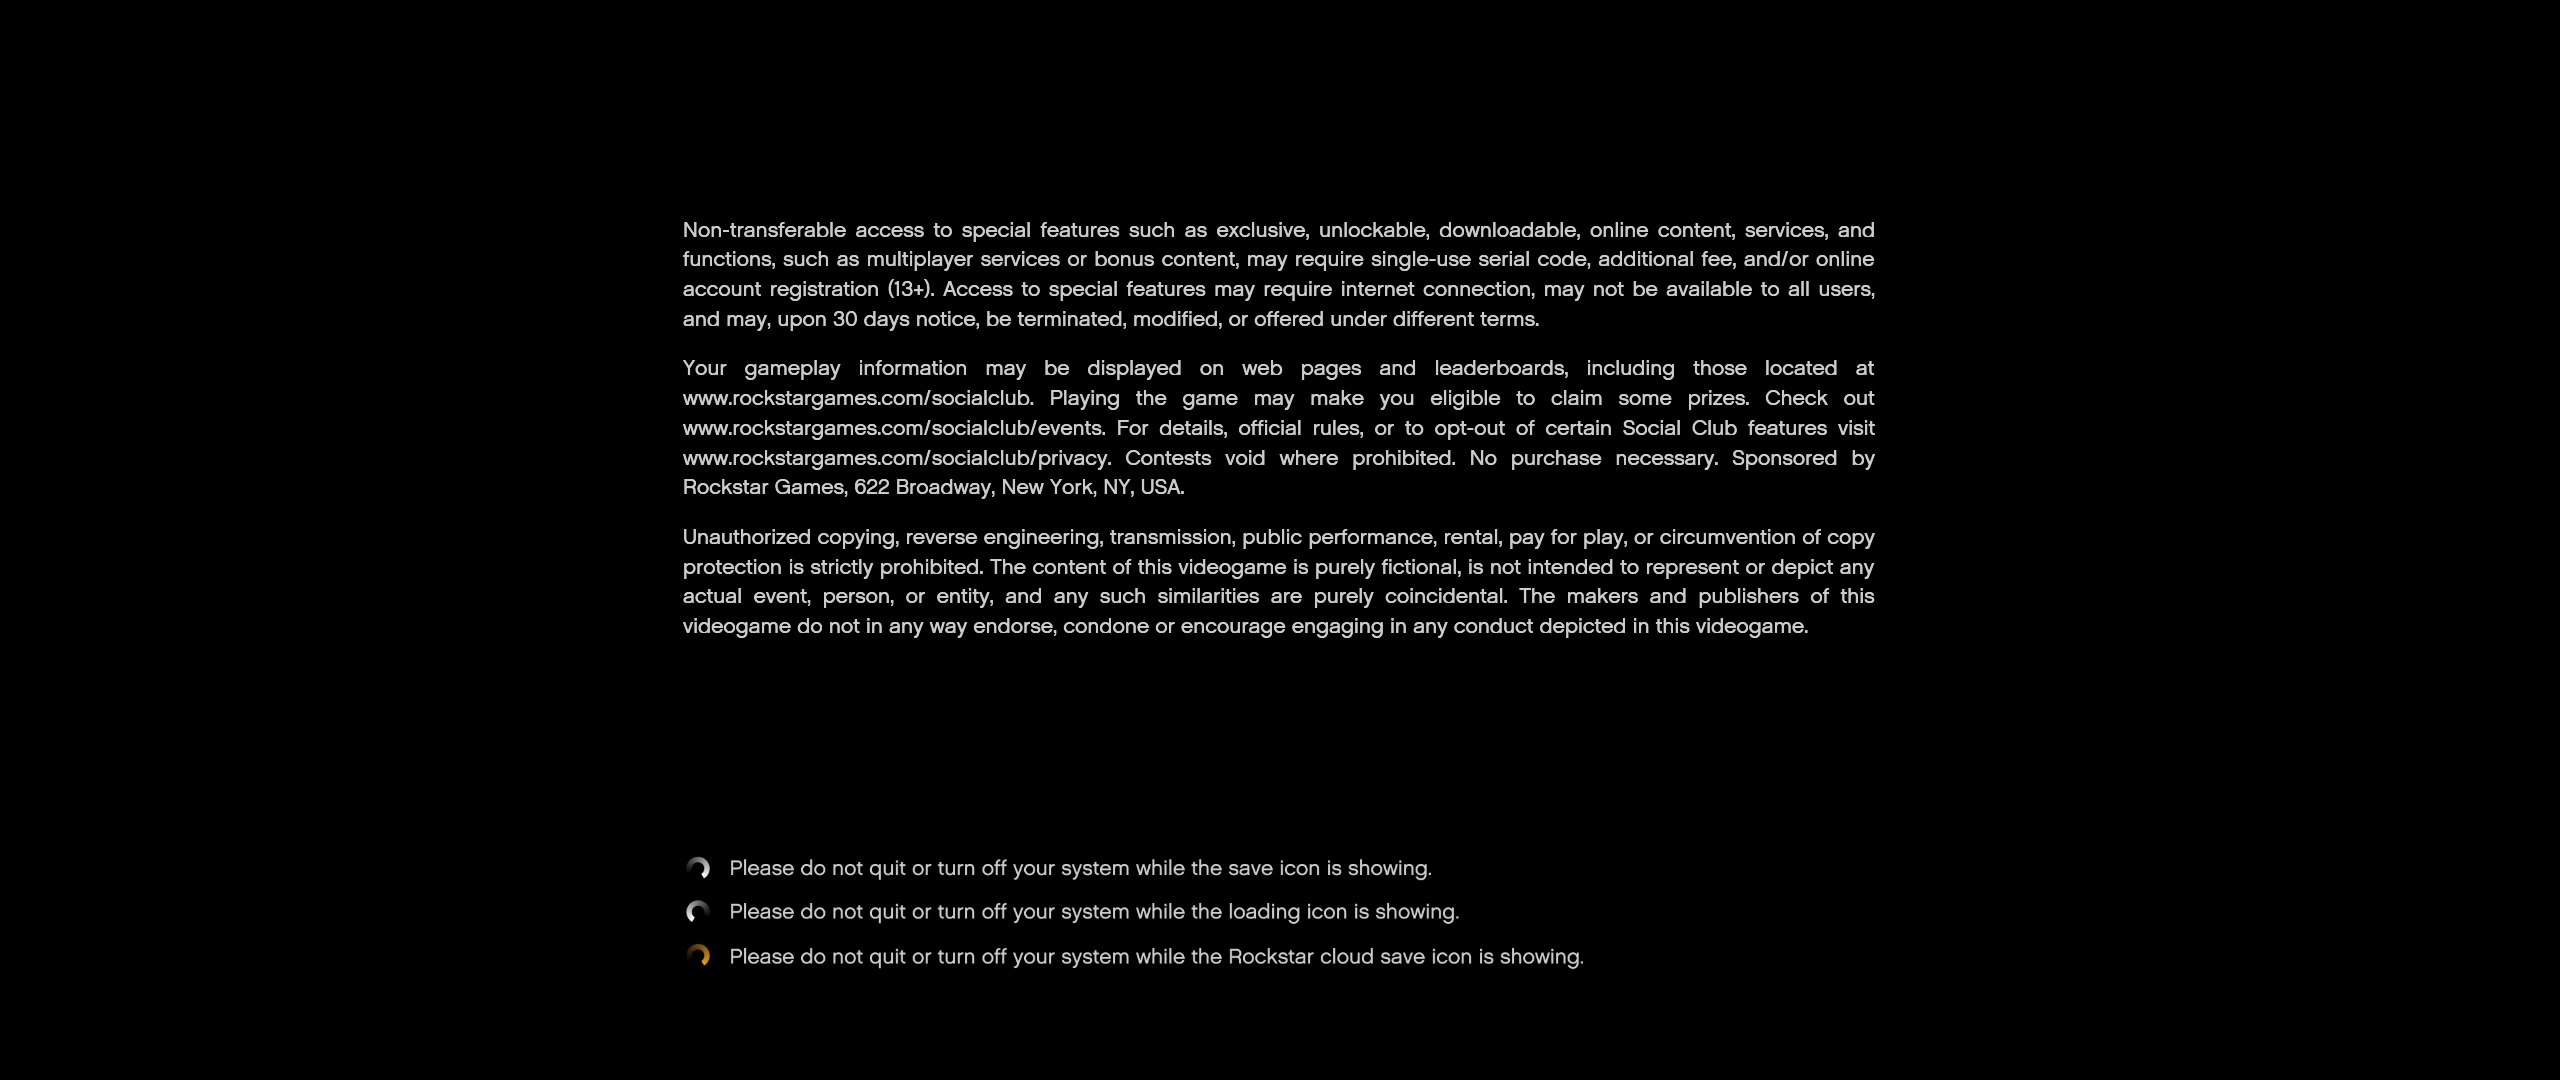 Non-transferable access to special features such as exclusive, unlockable, downloadable, online content, services, and
functions, such as multiplayer services or bonus content, may require single-use serial code, additional fee, and/or online
account registration (13+). Access to special features may require internet connection, may not be available to all users,
and may, upon 30 days notice, be terminated, modified, or offered under different terms.
Your gameplay information may be displayed on web pages and leaderboards, including those located at
www.rockstargames.com/socialclub. Playing the game may make you eligible to claim some prizes. Check out
www.rockstargames.com/socialclub/events. For details, official rules, or to opt-out of certain Social Club features visit
www.rockstargames.com/socialclub/privacy. Contests void where prohibited. No purchase necessary. Sponsored by
Rockstar Games, 622 Broadway, New York, NY, USA.
Unauthorized copying, reverse engineering, transmission, public performance, rental, pay for play, or circumvention of copy
protection is strictly prohibited. The content of this videogame is purely fictional, is not intended to represent or depict any
actual event, person, or entity, and any such similarities are purely coincidental. The makers and publishers of this
videogame do not in any way endorse, condone or encourage engaging in any conduct depicted in this videogame.
Please do not quit or turn off your system while the save icon is showing.
Please do not quit or turn off your system while the loading icon is showing.
Please do not quit or turn off your system while the Rockstar cloud save icon is showing.